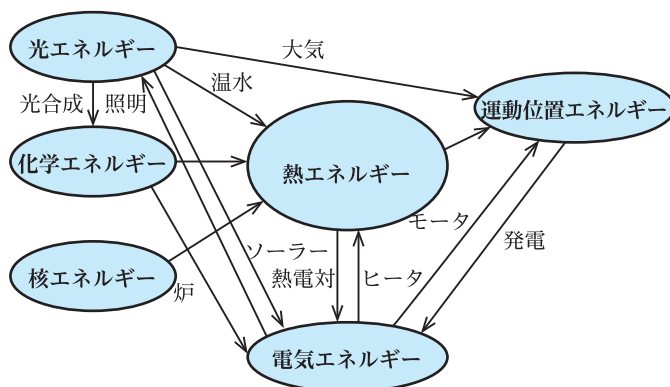 光エネルギー
大気
温水
光合成
照明
運動位置エネルギー
化学エネルギー
熱エネルギー
モータ
発電
ソーラー
核エネルギー
熱電対
ヒータ
炉
電気エネルギー